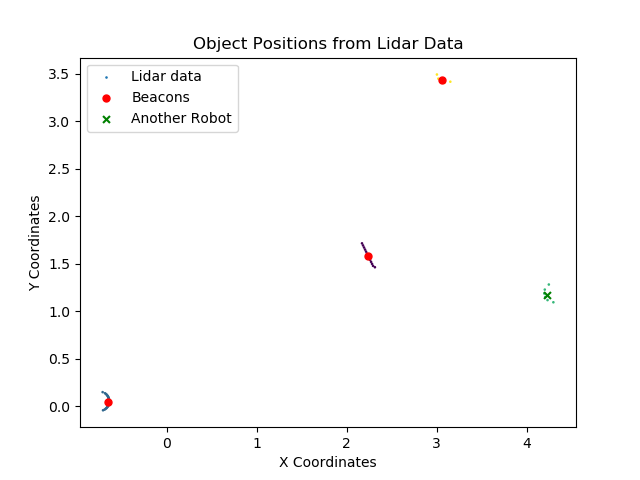 Object Positions from Lidar Data
Lidar data
Beacons
Another Robot
3.5
3.0
2.5
2.0
1.5
1.0
0.5
0.0
Y Coordinates
0 1 2 3 4
X Coordinates